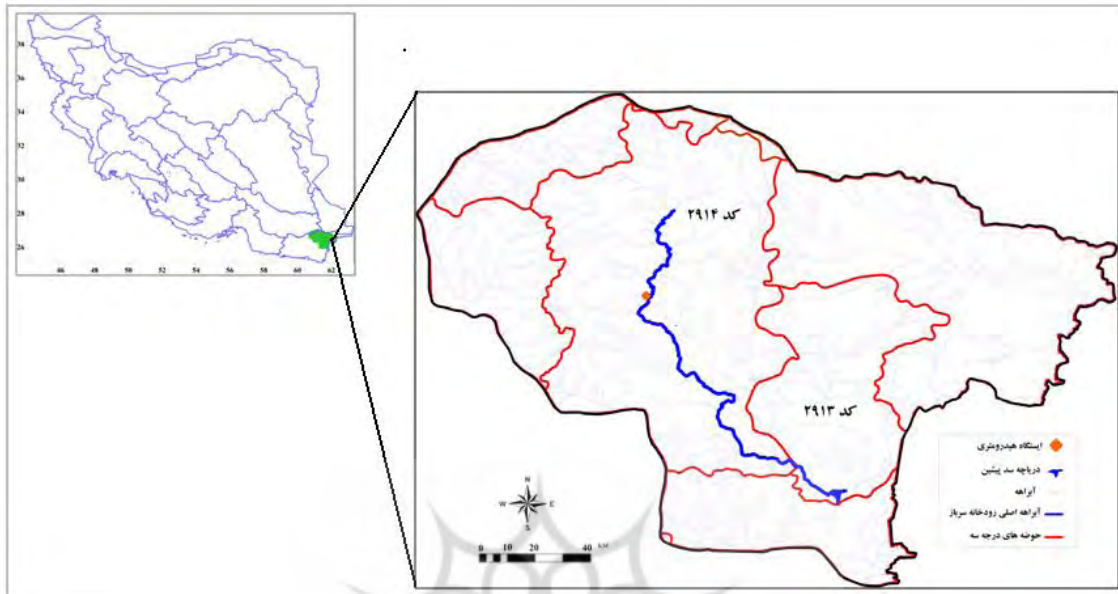 38
36
34
32
30
28
26
46 48 50 52 54 56 58 60 62
کد ۲۹۱۴
کد ۲۹۱۳
ایستگاه هیدرومتری
دریاچه سد پیشین
آبراهه
آبراهه اصلی رودخانه سرباز
حوضه های درجه سه
N
W E
S
0 10 20 40 KM